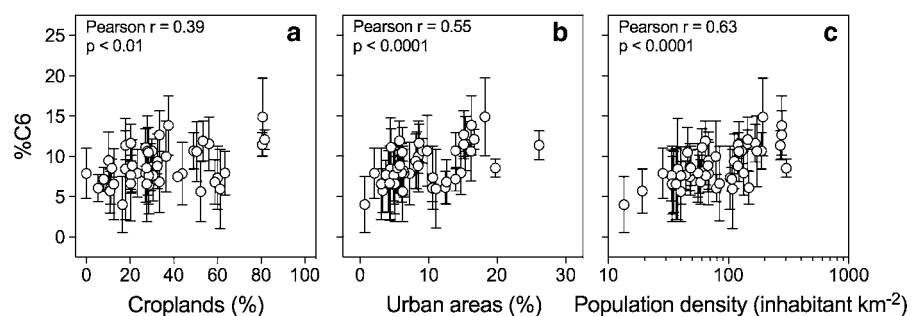 Pearson r = 0.39
p < 0.01
a
Pearson r = 0.55
p < 0.0001
b
Pearson r = 0.63
p < 0.0001
c
%C6
25
20
15
10
5
0
0 20 40 60 80 100
0 10 20 30
10 100 1000
Croplands (%)
Urban areas (%)
Population density (inhabitant km⁻²)